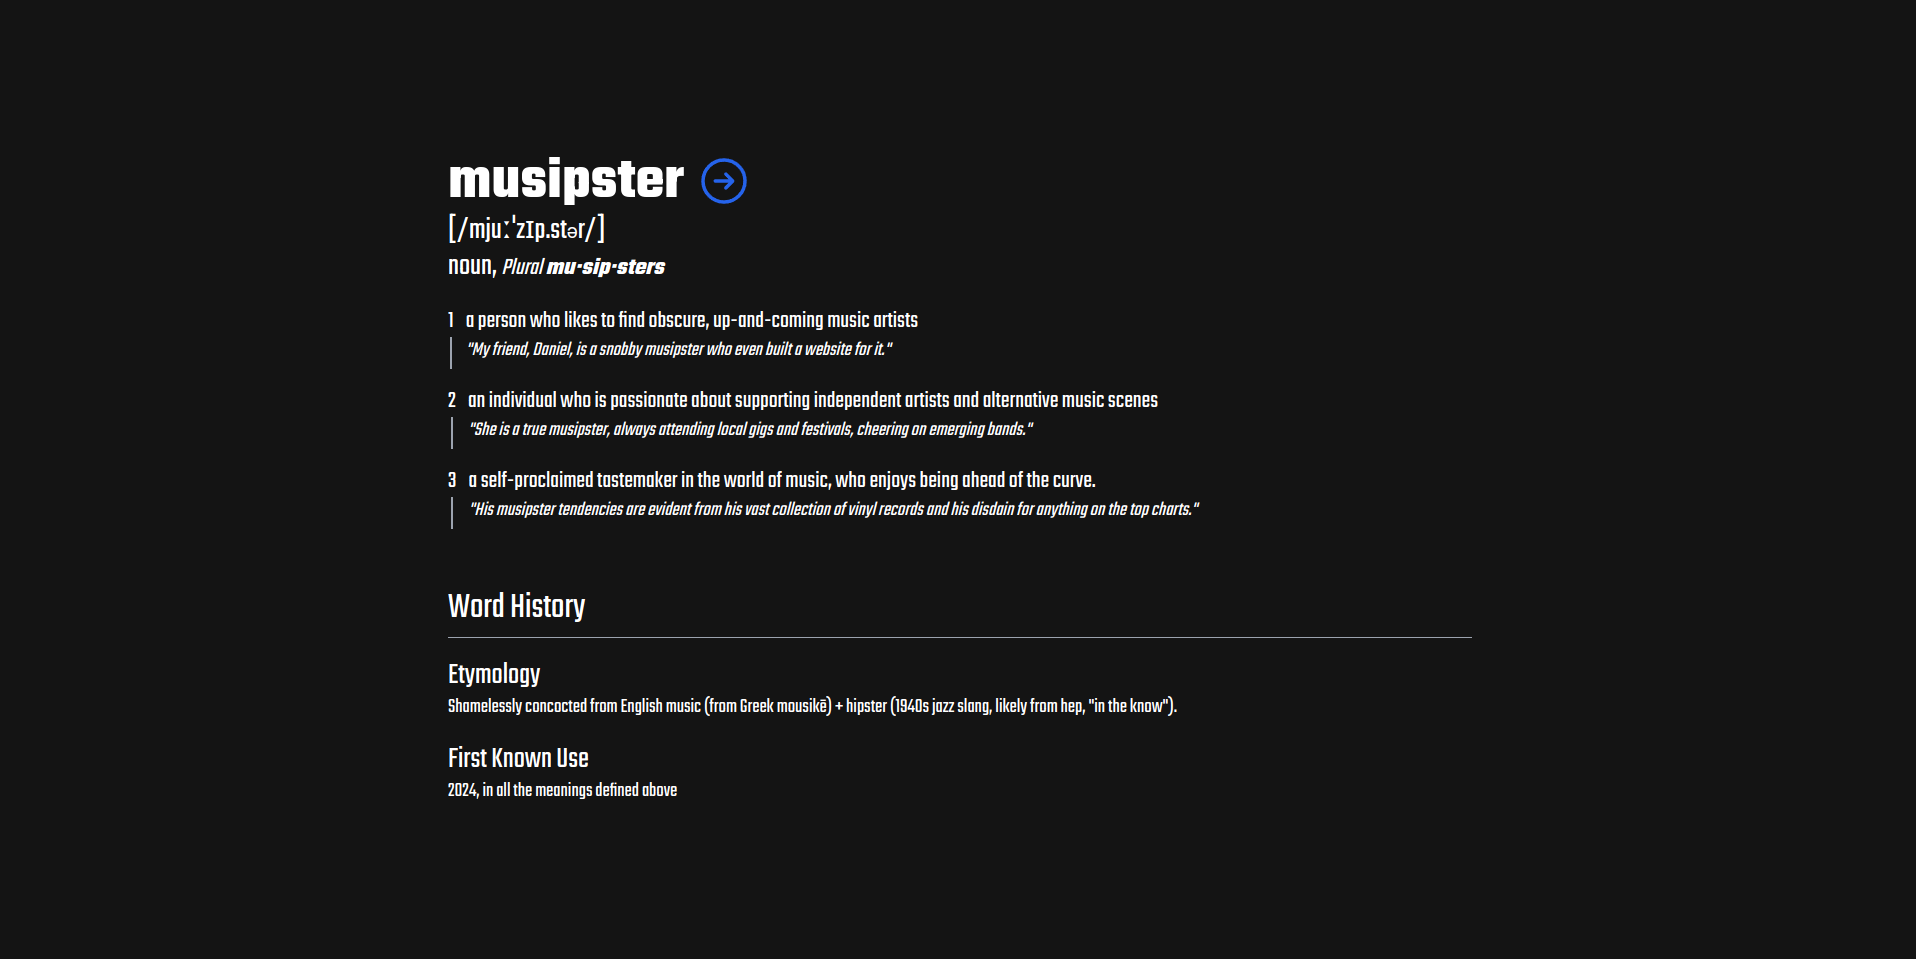 musipster
[/mjuːˈzɪp.stər/]
noun, Plural mu·sip·sters
1 a person who likes to find obscure, up-and-coming music artists
"My friend, Daniel, is a snobby musipster who even built a website for it."
2 an individual who is passionate about supporting independent artists and alternative music scenes
"She is a true musipster, always attending local gigs and festivals, cheering on emerging bands."
3 a self-proclaimed tastemaker in the world of music, who enjoys being ahead of the curve.
"His musipster tendencies are evident from his vast collection of vinyl records and his disdain for anything on the top charts."
Word History
Etymology
Shamelessly concocted from English music (from Greek mousikē) + hipster (1940s jazz slang, likely from hep, "in the know").
First Known Use
2024, in all the meanings defined above